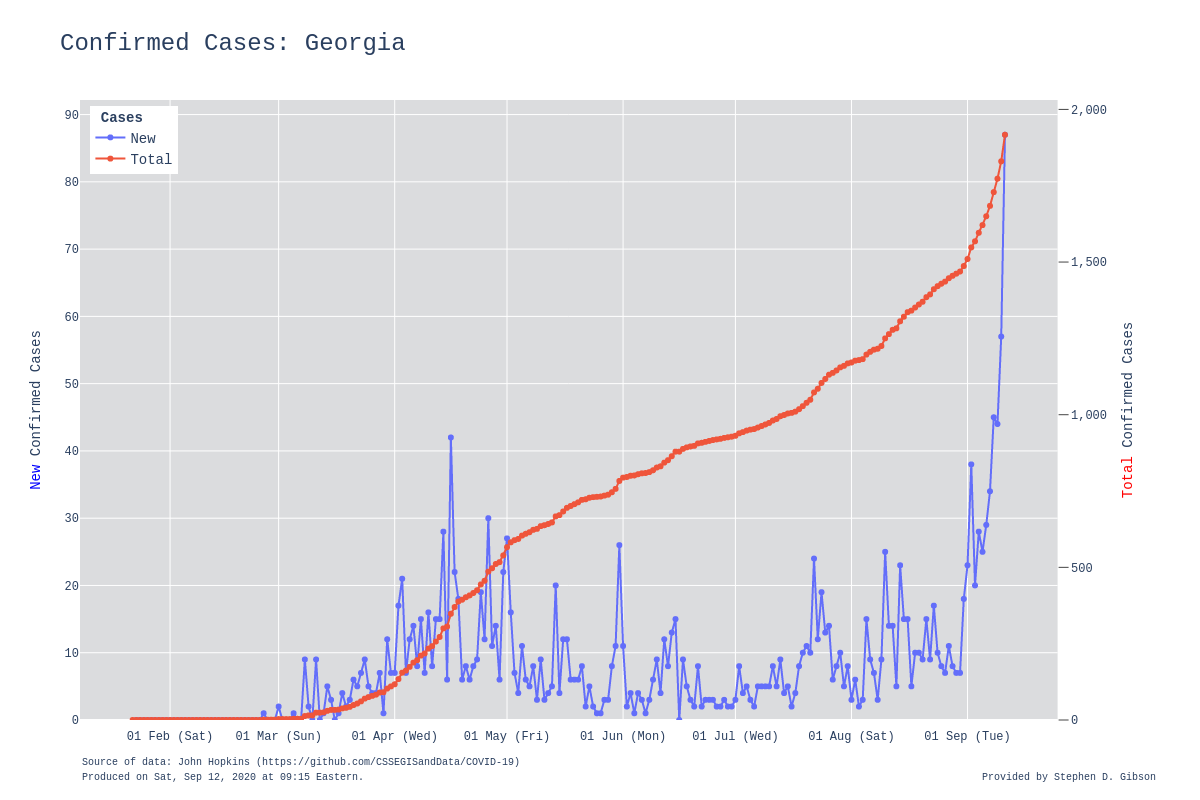 Confirmed Cases: Georgia
Cases
New
Total
90
80
70
60
50
40
30
20
10
0
New Confirmed Cases
2,000
1,500
1,000
500
0
Total Confirmed Cases
01 Feb (Sat) 01 Mar (Sun) 01 Apr (Wed) 01 May (Fri) 01 Jun (Mon) 01 Jul (Wed) 01 Aug (Sat) 01 Sep (Tue)
Source of data: John Hopkins (https://github.com/CSSEGISandData/COVID-19)
Produced on Sat, Sep 12, 2020 at 09:15 Eastern.
Provided by Stephen D. Gibson